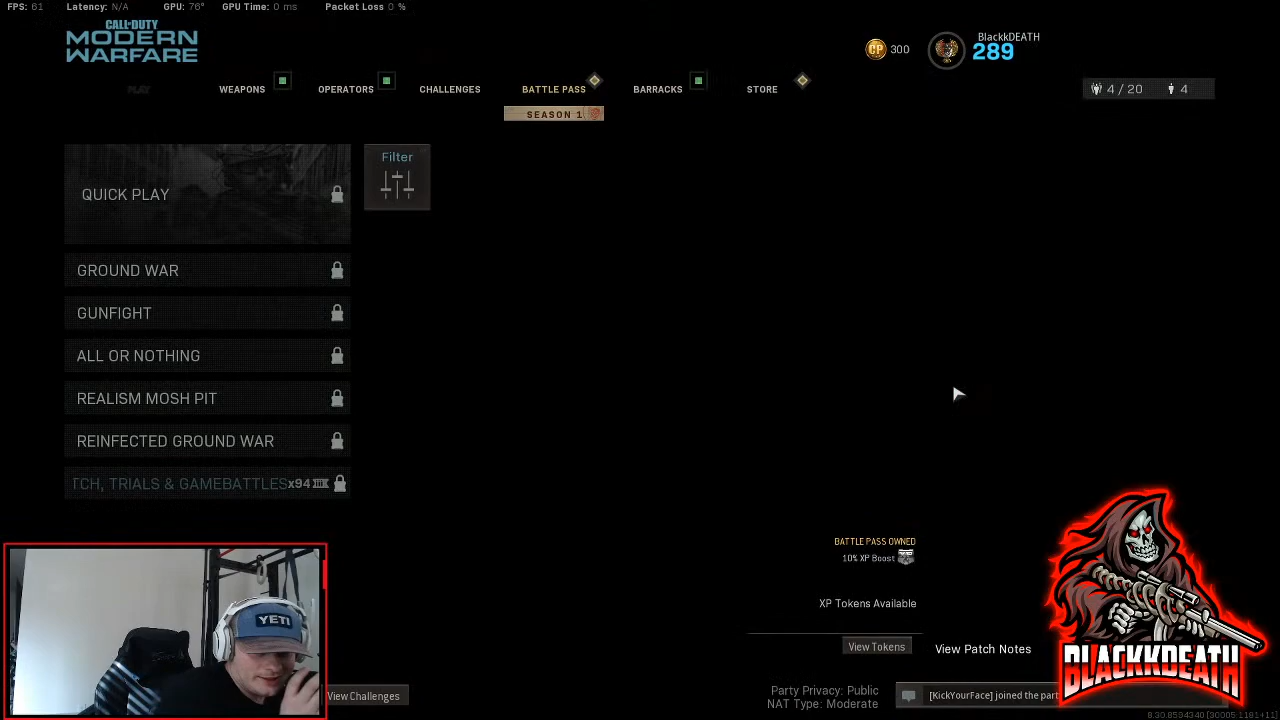 FPS: 61 Latency: N/A GPU: 76° GPU Time: 0 ms Packet Loss 0 %
CALL OF DUTY
MODERN
WARFARE
CP 300
BlackkDEATH
289
PLAY
WEAPONS
OPERATORS
CHALLENGES
BATTLE PASS
BARRACKS
STORE
4 / 20 4
SEASON 1
QUICK PLAY
Filter
GROUND WAR
GUNFIGHT
ALL OR NOTHING
REALISM MOSH PIT
REINFECTED GROUND WAR
TCH, TRIALS & GAMEBATTLES x94
BATTLE PASS OWNED
10% XP Boost
XP Tokens Available
View Tokens
View Patch Notes
YETI
View Challenges
Party Privacy: Public
NAT Type: Moderate
[KickYourFace] joined the part
BLACKKDEATH